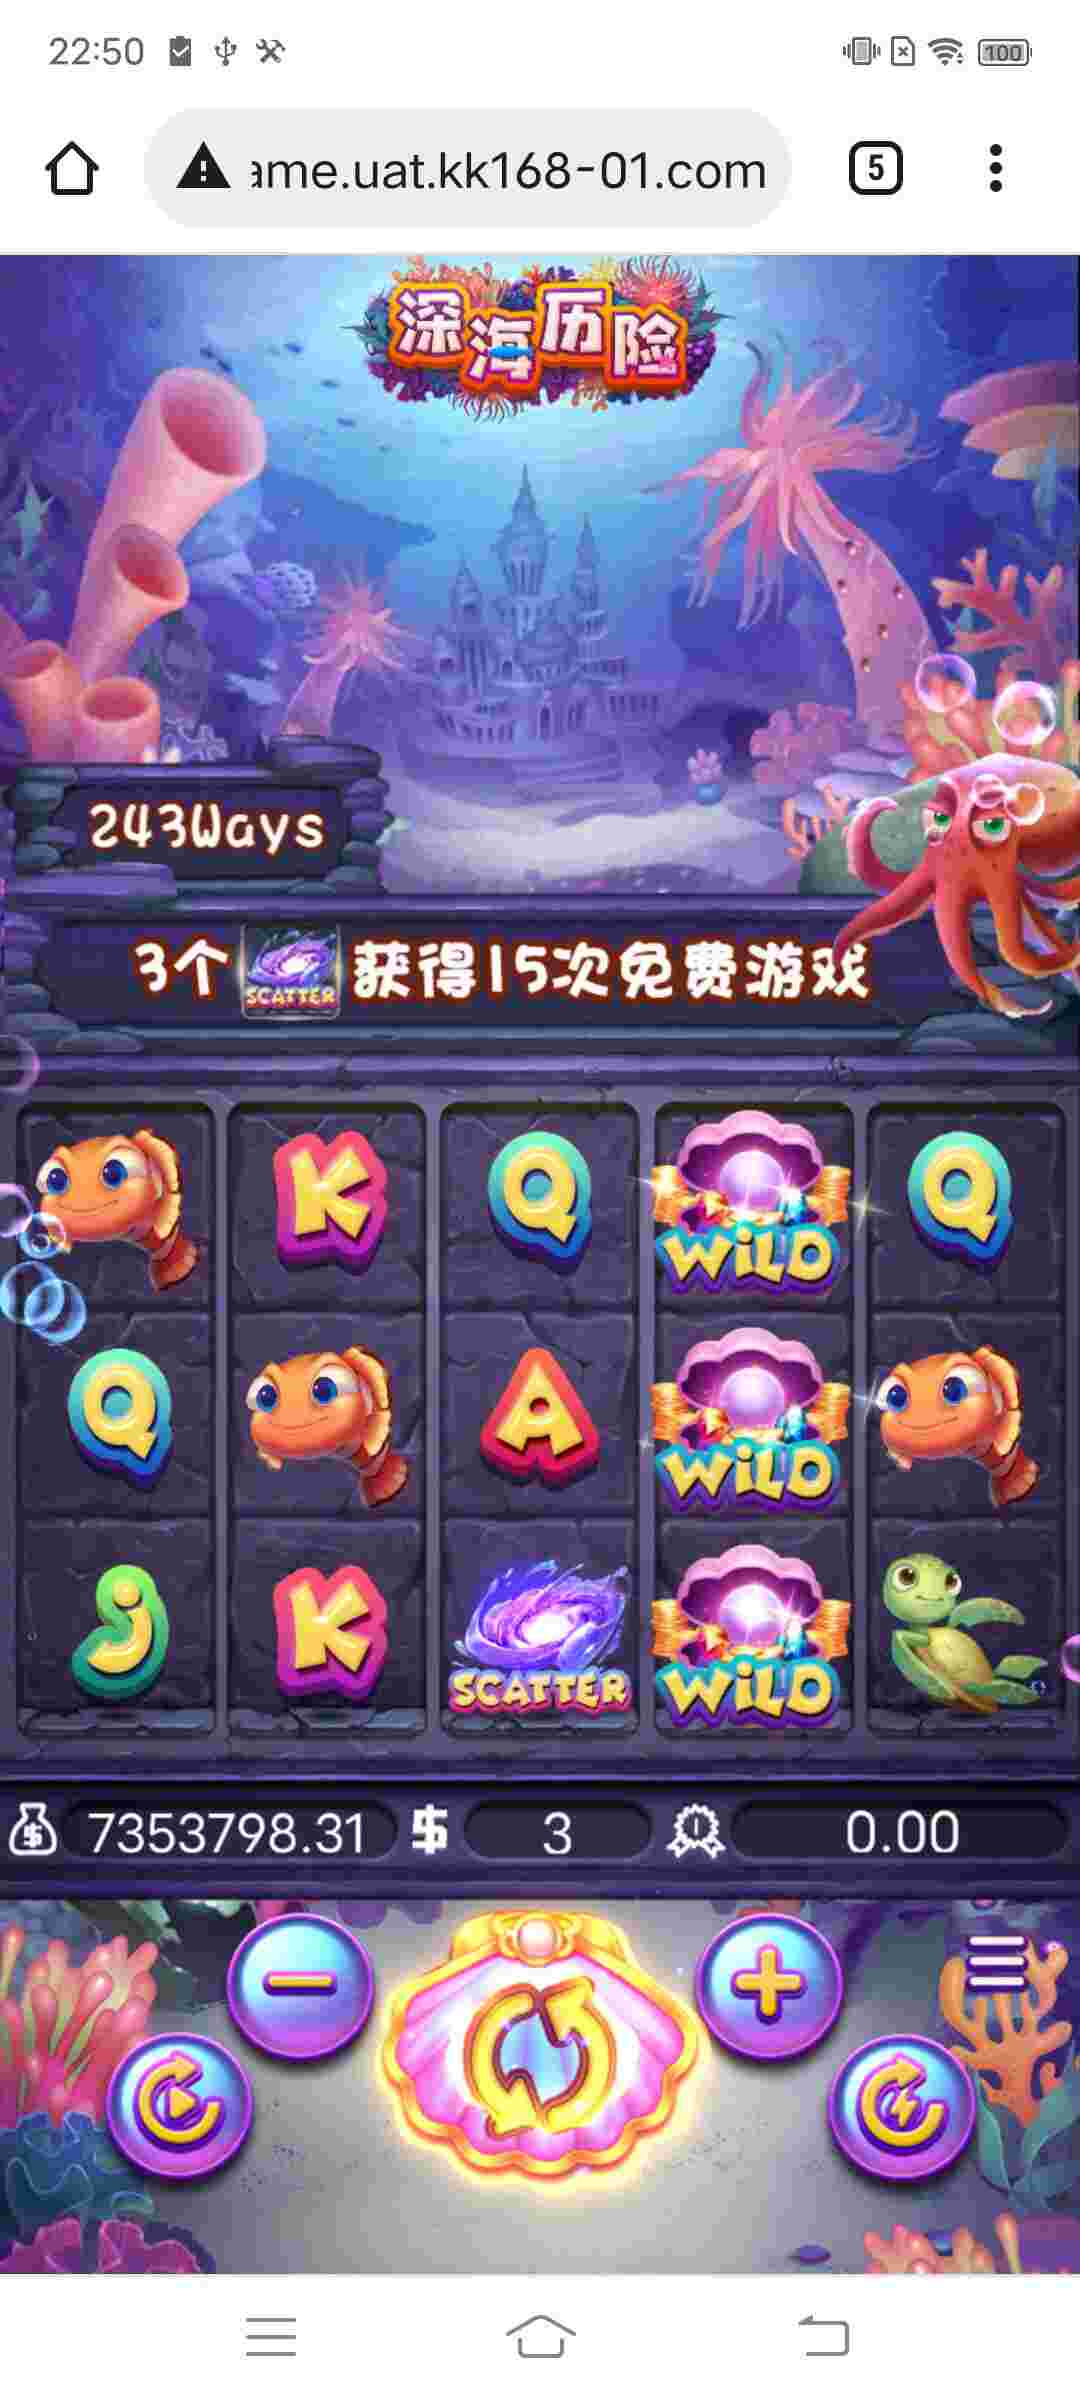 22:50
100
ame.uat.kk168-01.com
5
深海历险
243Ways
3个 SCATTER 获得15次免费游戏
K Q WILD Q
Q A WILD
J K SCATTER WILD
7353798.31 $ 3 0.00